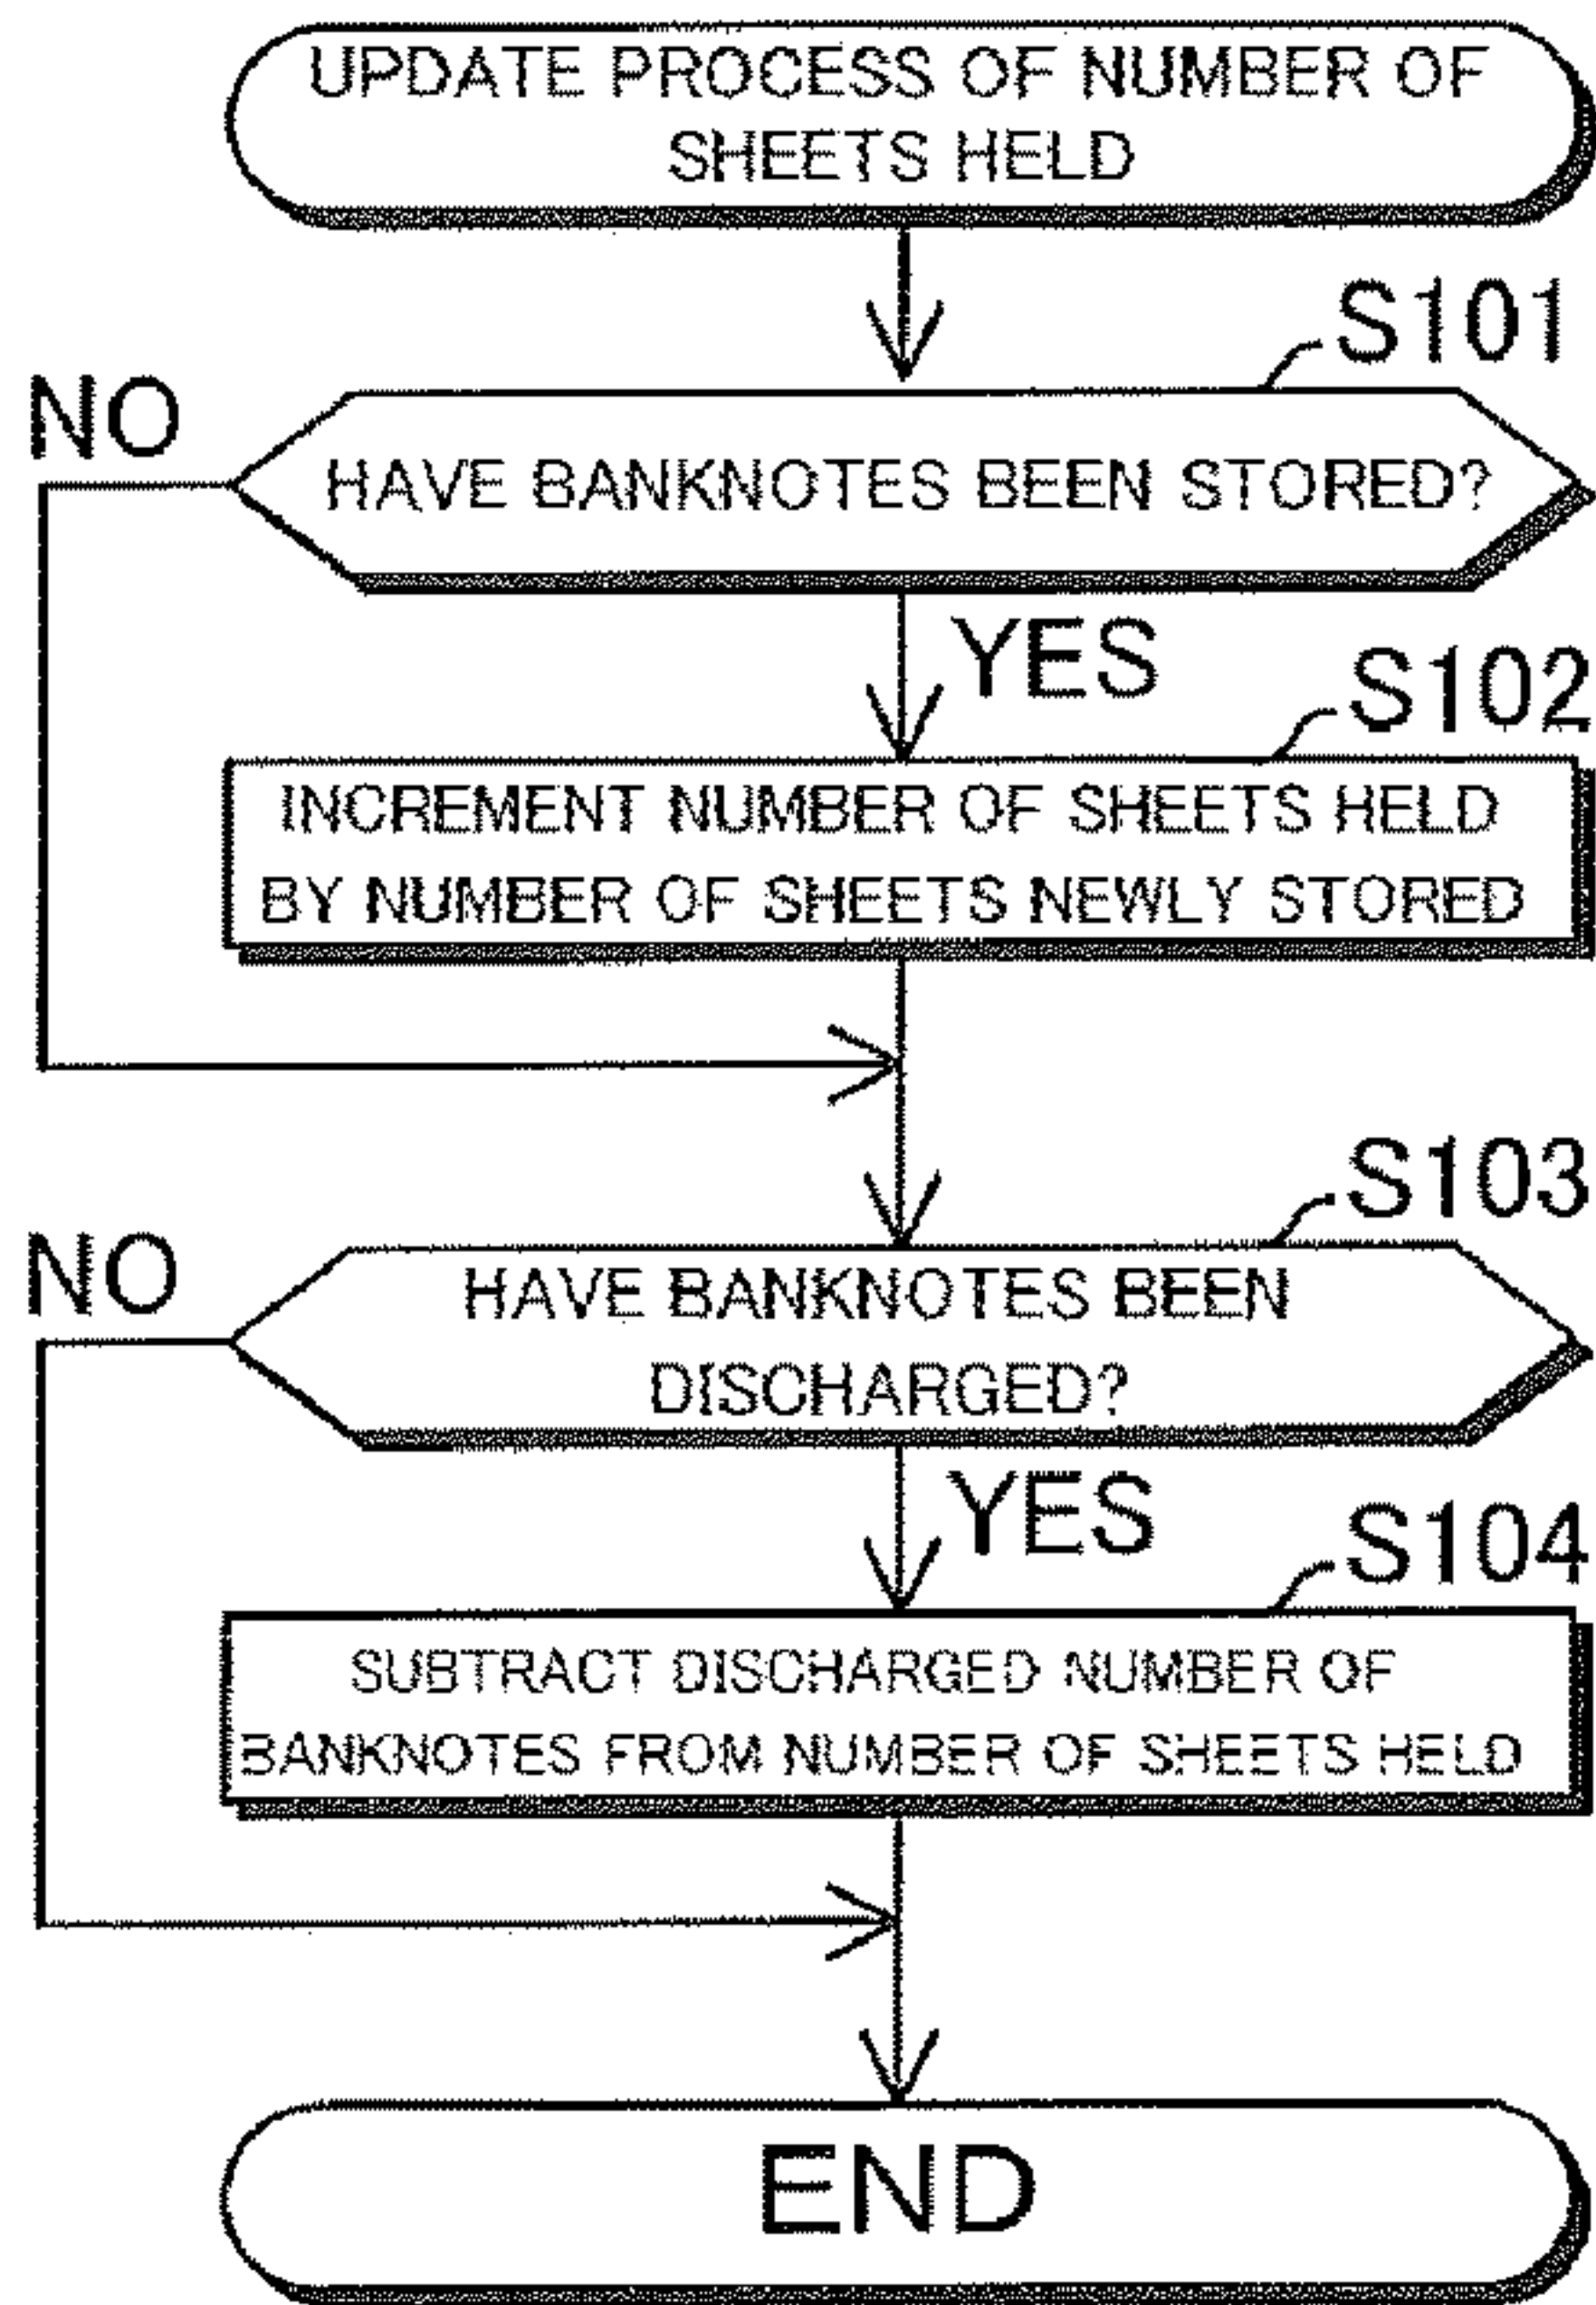 UPDATE PROCESS OF NUMBER OF
SHEETS HELD
S101
NO
HAVE BANKNOTES BEEN STORED?
YES
S102
INCREMENT NUMBER OF SHEETS HELD
BY NUMBER OF SHEETS NEWLY STORED
S103
NO
HAVE BANKNOTES BEEN
DISCHARGED?
YES
S104
SUBTRACT DISCHARGED NUMBER OF
BANKNOTES FROM NUMBER OF SHEETS HELD
END